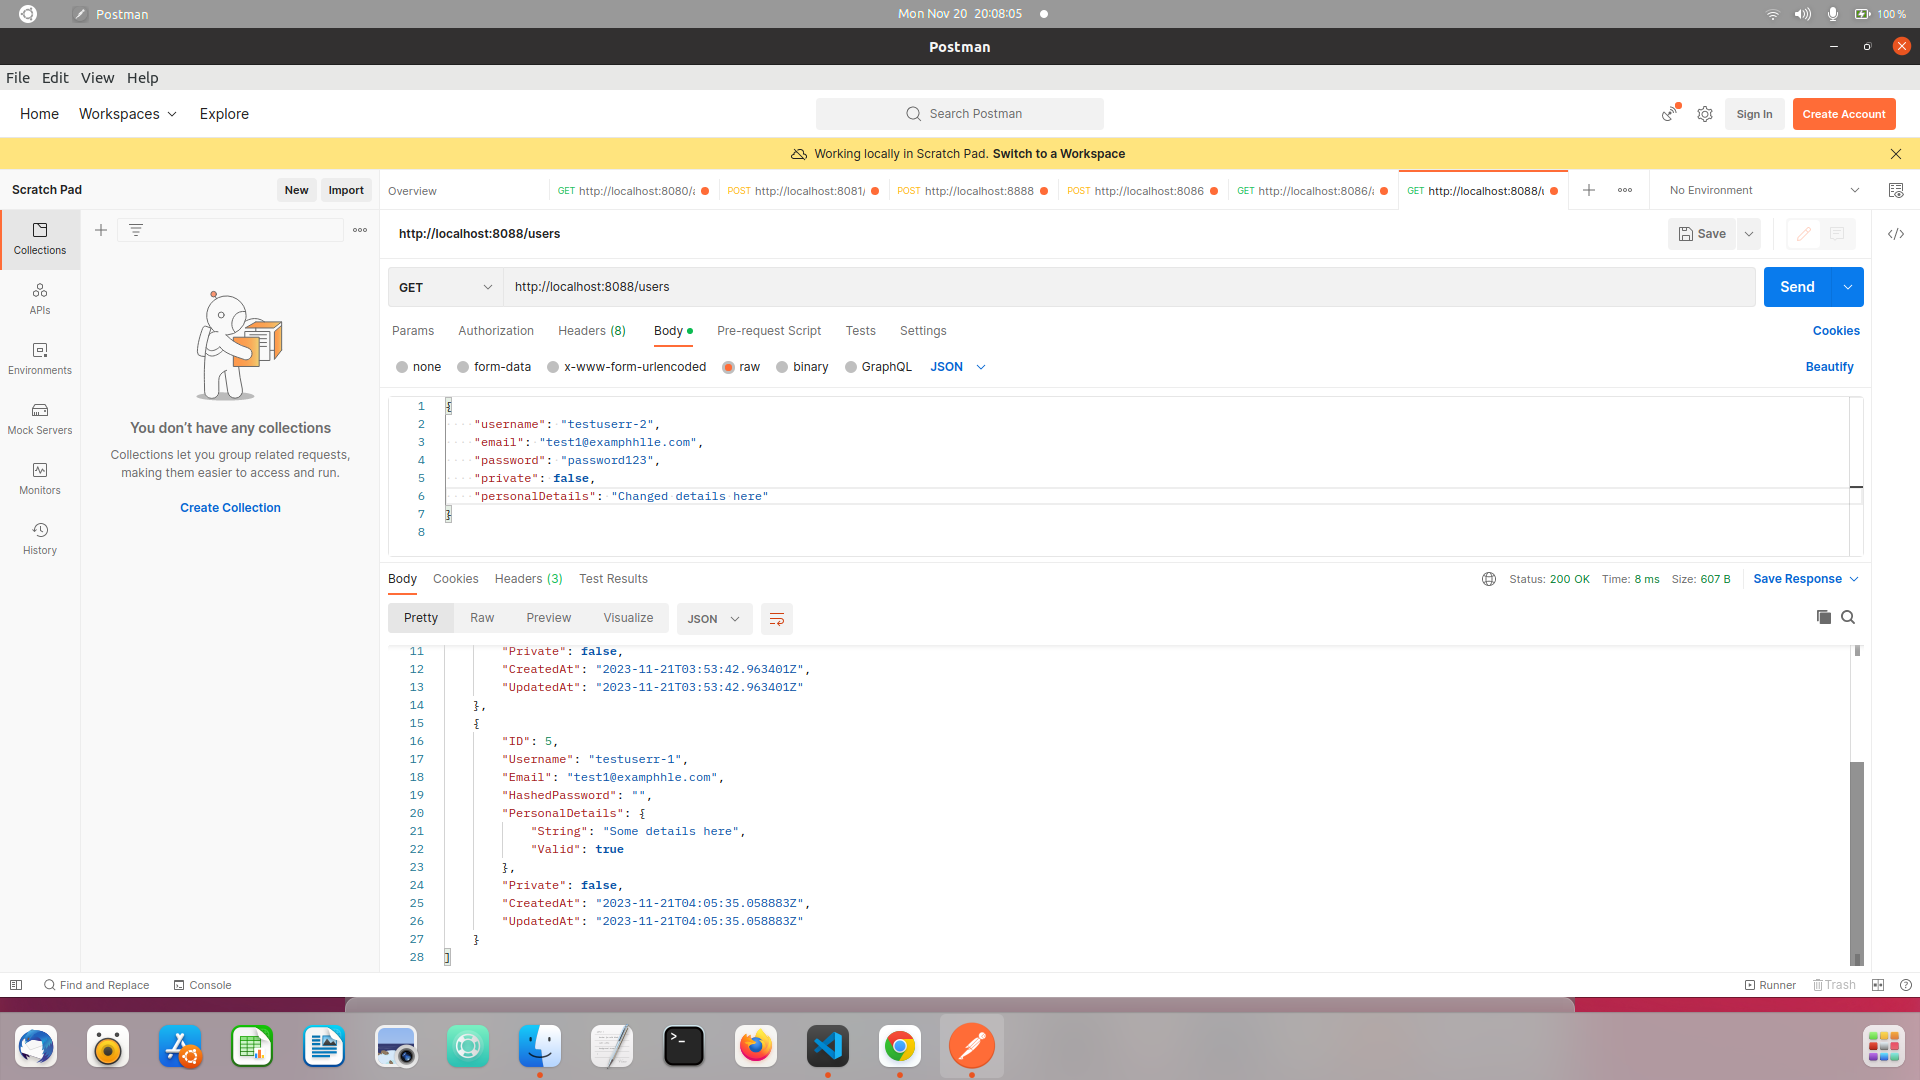 Postman
Mon Nov 20 20:08:05
100 %
Postman
File Edit View Help
Home Workspaces Explore
Search Postman
Sign In
Create Account
Working locally in Scratch Pad. Switch to a Workspace
Scratch Pad
New
Import
Overview
GET http://localhost:8080/
POST http://localhost:8081/
POST http://localhost:8888
POST http://localhost:8086
GET http://localhost:8086/
GET http://localhost:8088/
No Environment
Collections
APIs
Environments
Mock Servers
Monitors
History
You don't have any collections
Collections let you group related requests,
making them easier to access and run.
Create Collection
http://localhost:8088/users
Save
GET
http://localhost:8088/users
Send
Params Authorization Headers (8) Body Pre-request Script Tests Settings
Cookies
none form-data x-www-form-urlencoded raw binary GraphQL JSON
Beautify
1 {
2 "username": "testuserr-2",
3 "email": "test1@examphhlle.com",
4 "password": "password123",
5 "private": false,
6 "personalDetails": "Changed details here"
7 }
8
Body Cookies Headers (3) Test Results
Status: 200 OK Time: 8 ms Size: 607 B
Save Response
Pretty Raw Preview Visualize JSON
11 "Private": false,
12 "CreatedAt": "2023-11-21T03:53:42.963401Z",
13 "UpdatedAt": "2023-11-21T03:53:42.963401Z"
14 },
15 {
16 "ID": 5,
17 "Username": "testuserr-1",
18 "Email": "test1@examphhle.com",
19 "HashedPassword": "",
20 "PersonalDetails": {
21 "String": "Some details here",
22 "Valid": true
23 },
24 "Private": false,
25 "CreatedAt": "2023-11-21T04:05:35.058883Z",
26 "UpdatedAt": "2023-11-21T04:05:35.058883Z"
27 }
28 ]
Find and Replace
Console
Runner
Trash